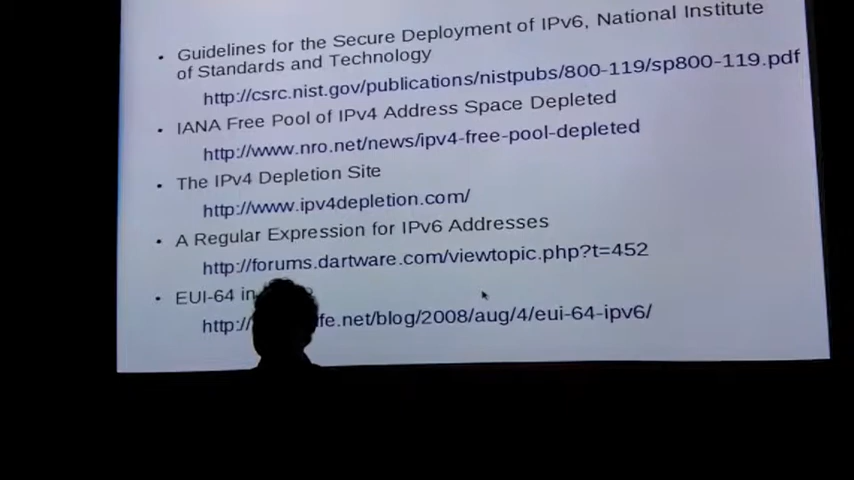 • Guidelines for the Secure Deployment of IPv6, National Institute
of Standards and Technology
http://csrc.nist.gov/publications/nistpubs/800-119/sp800-119.pdf
• IANA Free Pool of IPv4 Address Space Depleted
http://www.nro.net/news/ipv4-free-pool-depleted
• The IPv4 Depletion Site
http://www.ipv4depletion.com/
• A Regular Expression for IPv6 Addresses
http://forums.dartware.com/viewtopic.php?t=452
• EUI-64 in
http:// fe.net/blog/2008/aug/4/eui-64-ipv6/